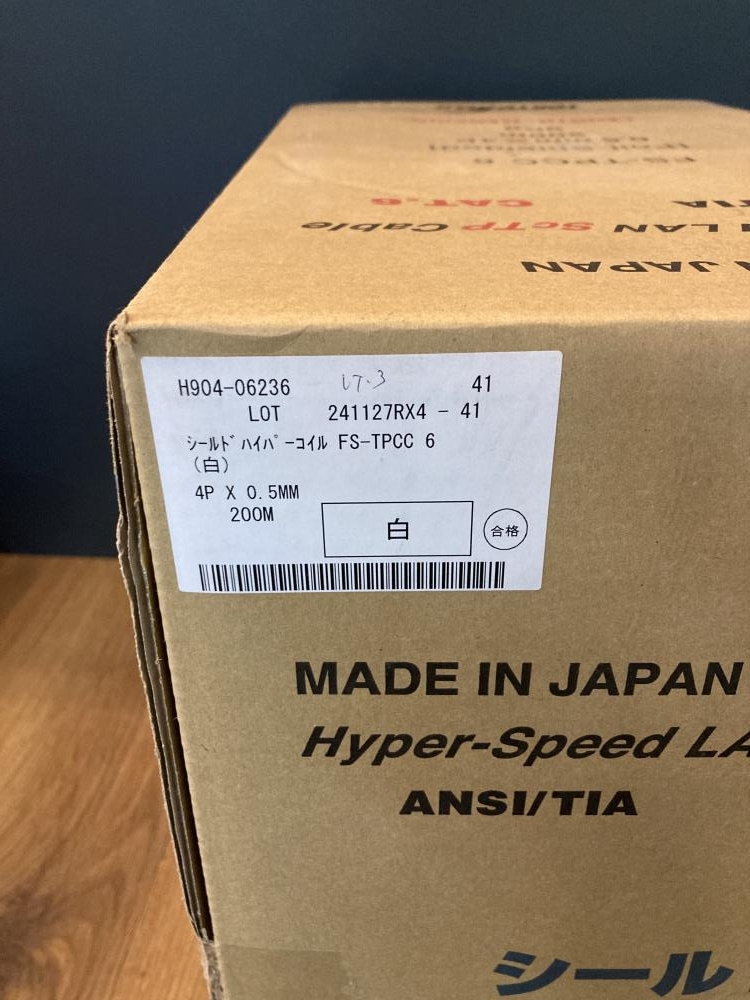 FS-TPCC 6
CAT.6
TIA
LAN ScTP Cable
N JAPAN
H904-06236
41
LOT 241127RX4 - 41
シールドハイパーコイル FS-TPCC 6
(白)
4P X 0.5MM
200M
白
合格
MADE IN JAPAN
Hyper-Speed LA
ANSI/TIA
シール